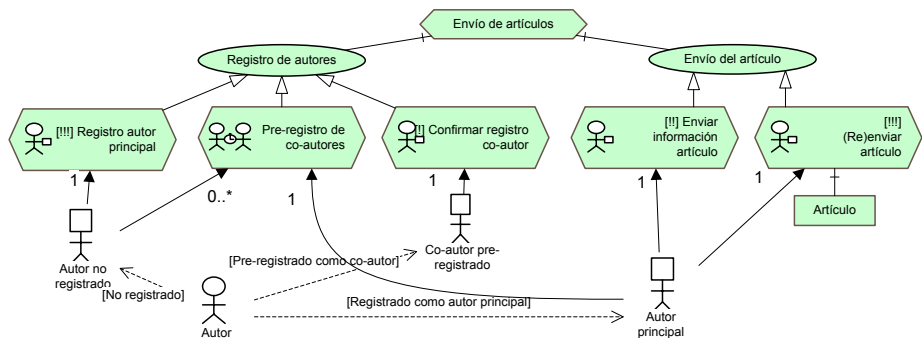 Envío de artículos
Registro de autores
Envío del artículo
[!!!] Registro autor
principal
Pre-registro de
co-autores
[!] Confirmar registro
co-autor
[!!] Enviar
información
artículo
[!!!]
(Re)enviar
artículo
1
0..*
1
1
1
1
Artículo
Autor no
registrado
Co-autor pre-
registrado
[Pre-registrado como co-autor]
[No registrado]
[Registrado como autor principal]
Autor
Autor
principal